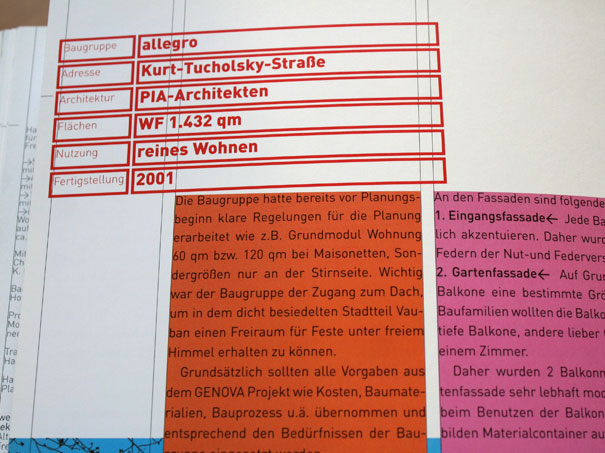 Baugruppe allegro
Adresse Kurt-Tucholsky-Straße
Architektur PIA-Architekten
Flächen WF 1.432 qm
Nutzung reines Wohnen
Fertigstellung 2001
Die Baugruppe hatte bereits vor Planungs-
beginn klare Regelungen für die Planung
erarbeitet wie z.B. Grundmodul Wohnung
60 qm bzw. 120 qm bei Maisonetten, Son-
dergrößen nur an der Stirnseite. Wichtig
war der Baugruppe der Zugang zum Dach,
um in dem dicht besiedelten Stadtteil Vau-
ban einen Freiraum für Feste unter freiem
Himmel erhalten zu können.
Grundsätzlich sollten alle Vorgaben aus
dem GENOVA Projekt wie Kosten, Baumate-
rialien, Bauprozess u.ä. übernommen und
entsprechend den Bedürfnissen der Bau-
An den Fassaden sind folgende
1. Eingangsfassade← Jede Ba
lich akzentuieren. Daher wurd
Federn der Nut-und Federvers
2. Gartenfassade← Auf Grun
Balkone eine bestimmte Grö
Baufamilien wollten die Balko
tiefe Balkone, andere lieber
einem Zimmer.
Daher wurden 2 Balkonn
tenfassade sehr lebhaft mod
beim Benutzen der Balkon
bilden Materialcontainer au